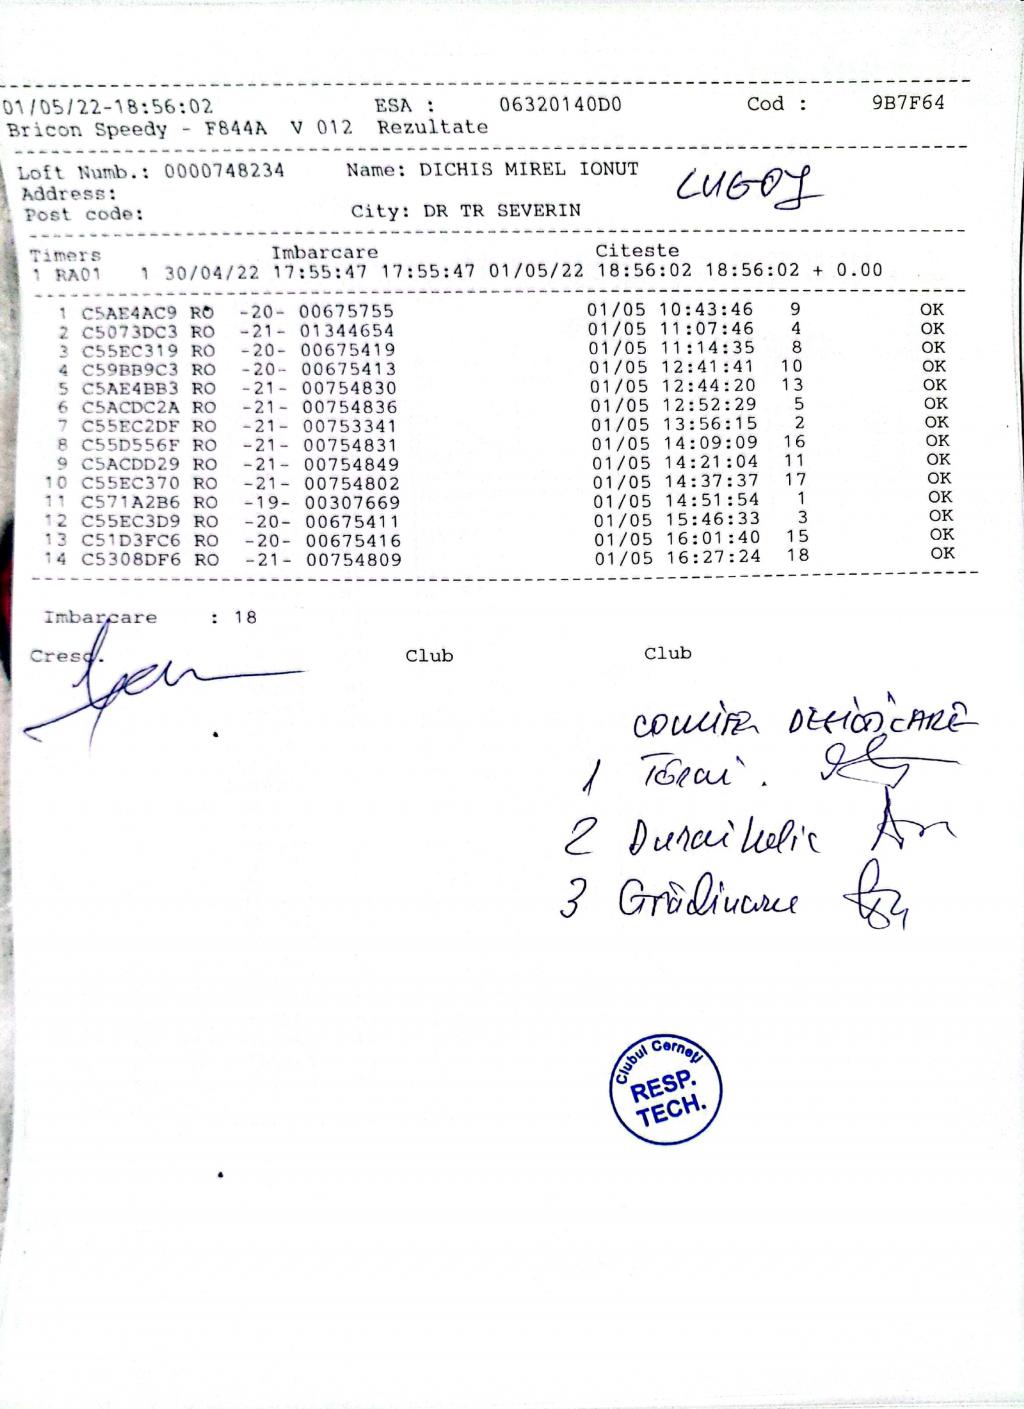 01/05/22-18:56:02 ESA : 06320140D0 Cod : 9B7F64
Bricon Speedy - F844A V 012 Rezultate
Loft Numb.: 0000748234 Name: DICHIS MIREL IONUT
LUGOJ
Address:
Post code: City: DR TR SEVERIN
Timers Imbarcare Citeste
1 RA01 1 30/04/22 17:55:47 17:55:47 01/05/22 18:56:02 18:56:02 + 0.00
1 C5AE4AC9 RO -20- 00675755 01/05 10:43:46 9 OK
2 C5073DC3 RO -21- 01344654 01/05 11:07:46 4 OK
3 C55EC319 RO -20- 00675419 01/05 11:14:35 8 OK
4 C59BB9C3 RO -20- 00675413 01/05 12:41:41 10 OK
5 C5AE4BB3 RO -21- 00754830 01/05 12:44:20 13 OK
6 C5ACDC2A RO -21- 00754836 01/05 12:52:29 5 OK
7 C55EC2DF RO -21- 00753341 01/05 13:56:15 2 OK
8 C55D556F RO -21- 00754831 01/05 14:09:09 16 OK
9 C5ACDD29 RO -21- 00754849 01/05 14:21:04 11 OK
10 C55EC370 RO -21- 00754802 01/05 14:37:37 17 OK
11 C571A2B6 RO -19- 00307669 01/05 14:51:54 1 OK
12 C55EC3D9 RO -20- 00675411 01/05 15:46:33 3 OK
13 C51D3FC6 RO -20- 00675416 01/05 16:01:40 15 OK
14 C5308DF6 RO -21- 00754809 01/05 16:27:24 18 OK
Imbarcare : 18
Cresc. Club Club
1
2
3 Grădinaru
Clubul Cerneți
RESP.
TECH.